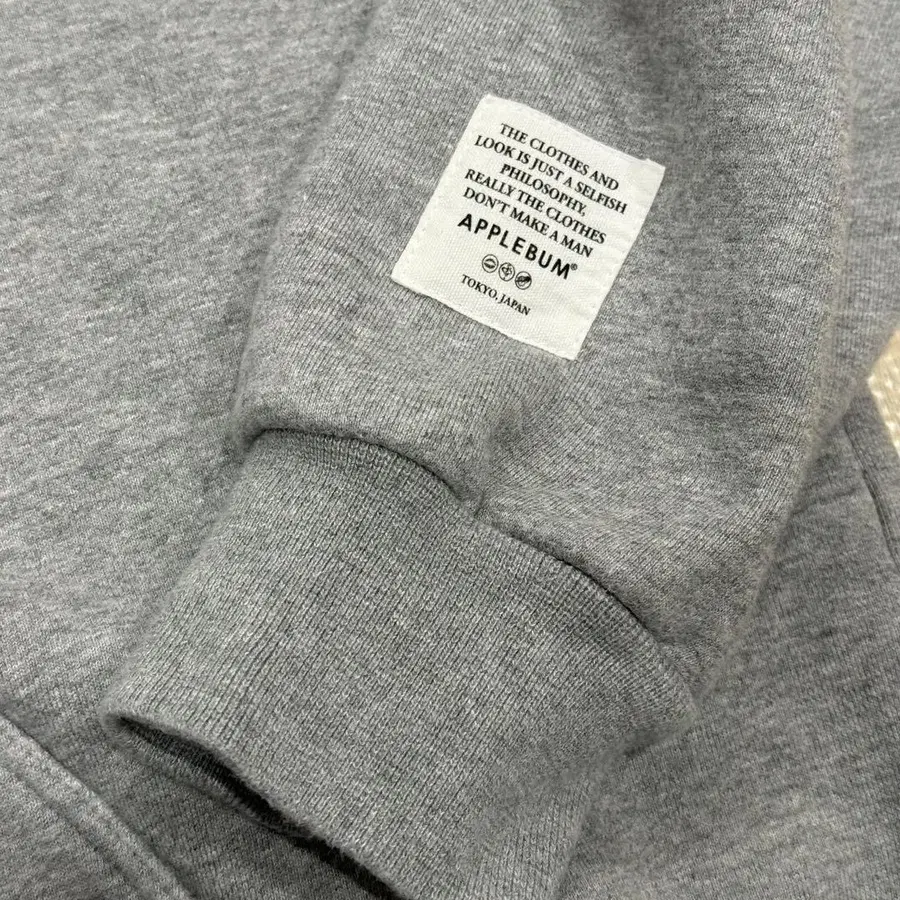 THE CLOTHES AND
LOOK IS JUST A SELFISH
PHILOSOPHY,
REALLY THE CLOTHES
DON'T MAKE A MAN
APPLEBUM®
TOKYO, JAPAN